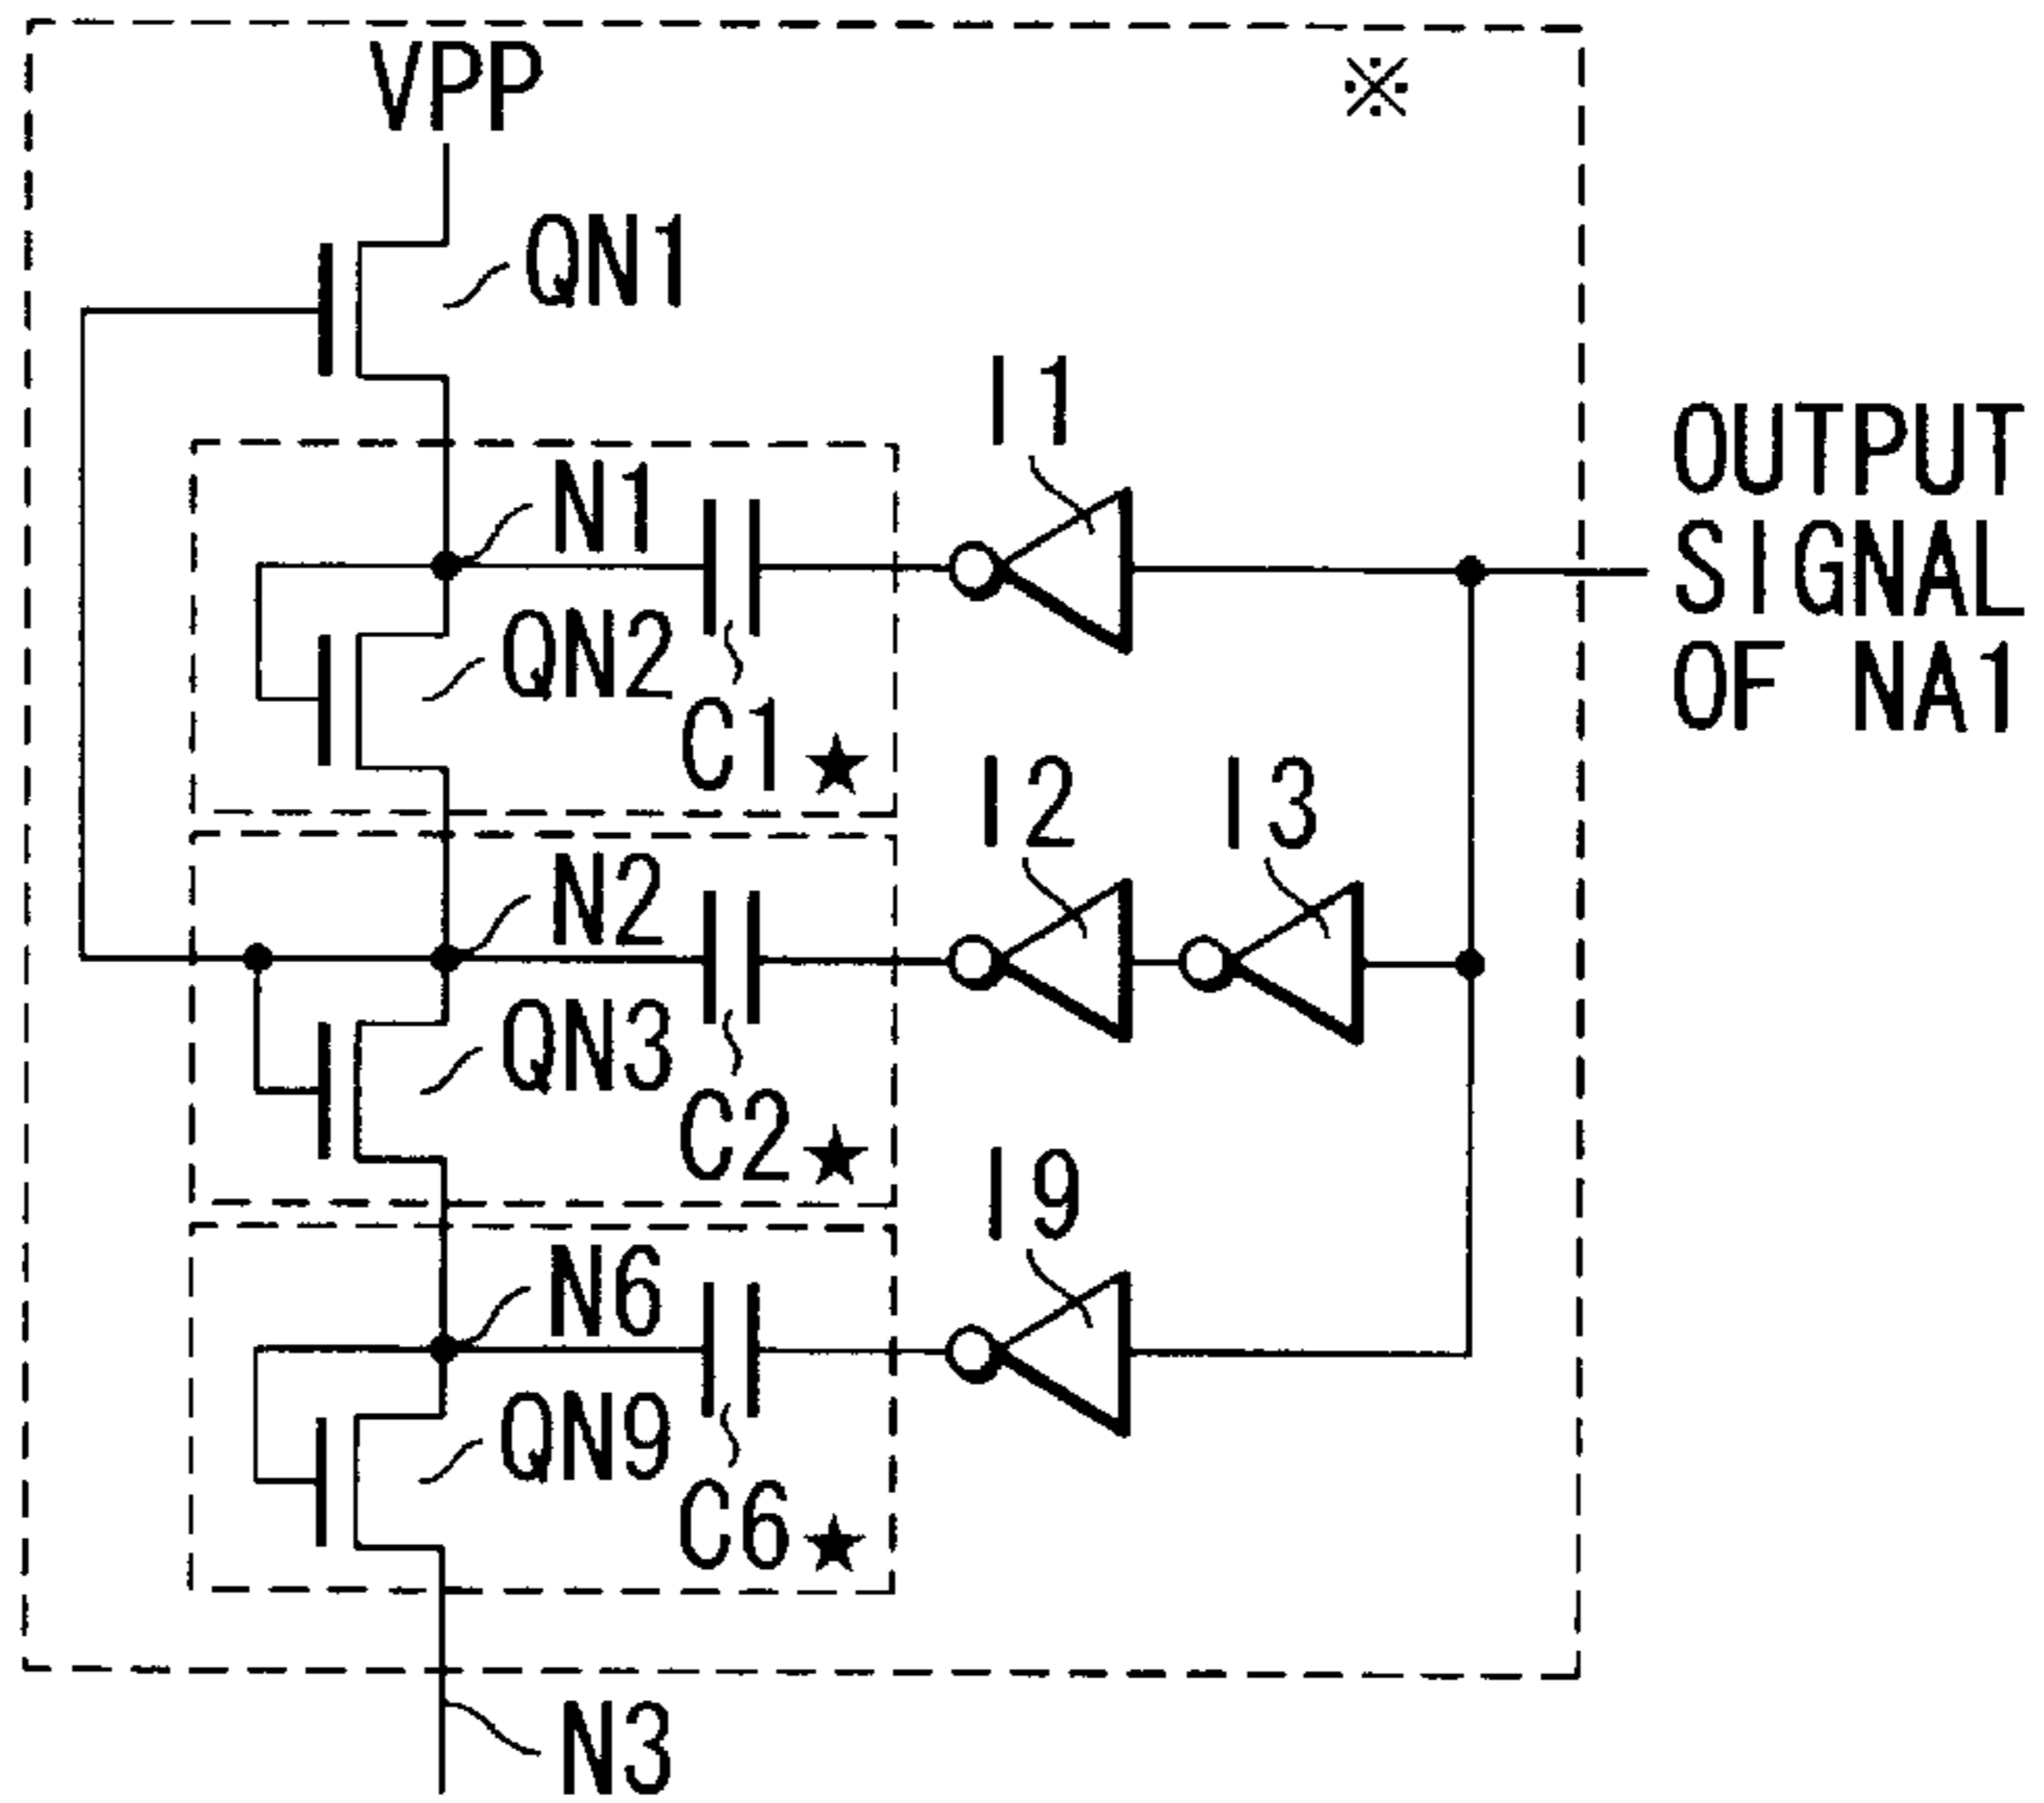 VPP
※
QN1
I1
OUTPUT
SIGNAL
OF NA1
N1
QN2
C1★
I2
I3
N2
QN3
C2★
I9
N6
QN9
C6★
N3